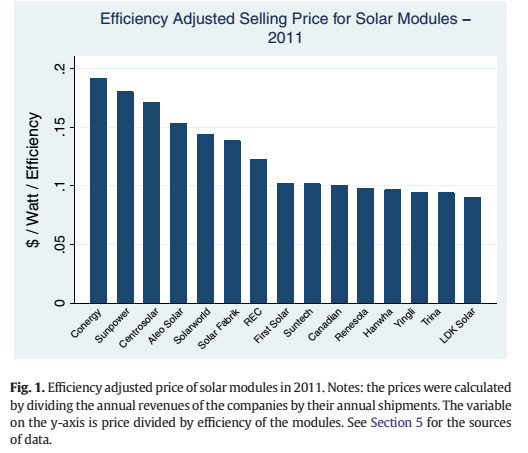 Efficiency Adjusted Selling Price for Solar Modules –
2011
$ / Watt / Efficiency
.2
.15
.1
.05
0
Conergy
Sunpower
Centrosolar
Aleo Solar
Solarworld
Solar Fabrik
REC
First Solar
Suntech
Canadian
Renesola
Hanwha
Yingli
Trina
LDK Solar
Fig. 1. Efficiency adjusted price of solar modules in 2011. Notes: the prices were calculated
by dividing the annual revenues of the companies by their annual shipments. The variable
on the y-axis is price divided by efficiency of the modules. See Section 5 for the sources
of data.